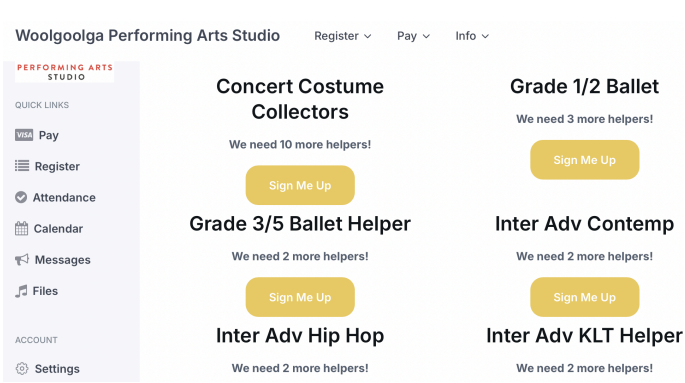 Woolgoolga Performing Arts Studio
Register
Pay
Info
PERFORMING ARTS
STUDIO
QUICK LINKS
VISA Pay
Register
Attendance
Calendar
Messages
Files
ACCOUNT
Settings
Concert Costume
Collectors
We need 10 more helpers!
Sign Me Up
Grade 1/2 Ballet
We need 3 more helpers!
Sign Me Up
Grade 3/5 Ballet Helper
We need 2 more helpers!
Sign Me Up
Inter Adv Contemp
We need 2 more helpers!
Sign Me Up
Inter Adv Hip Hop
We need 2 more helpers!
Inter Adv KLT Helper
We need 2 more helpers!